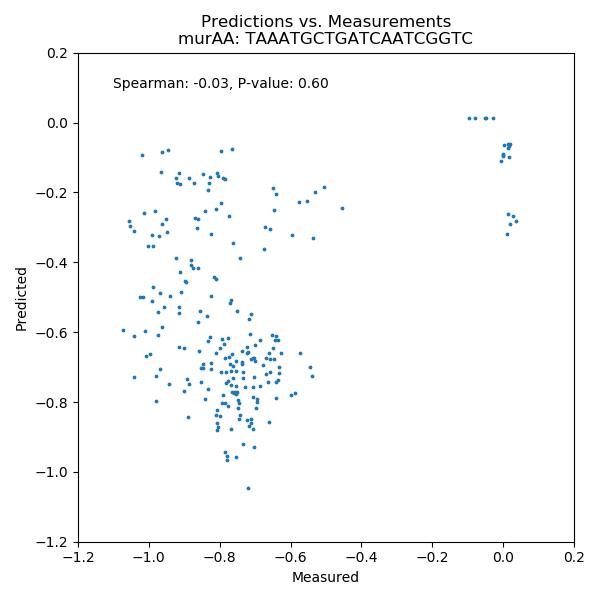 Predictions vs. Measurements
murAA: TAAATGCTGATCAATCGGTC
Spearman: -0.03, P-value: 0.60
0.2
0.0
−0.2
−0.4
−0.6
−0.8
−1.0
−1.2
Predicted
−1.2 −1.0 −0.8 −0.6 −0.4 −0.2 0.0 0.2
Measured